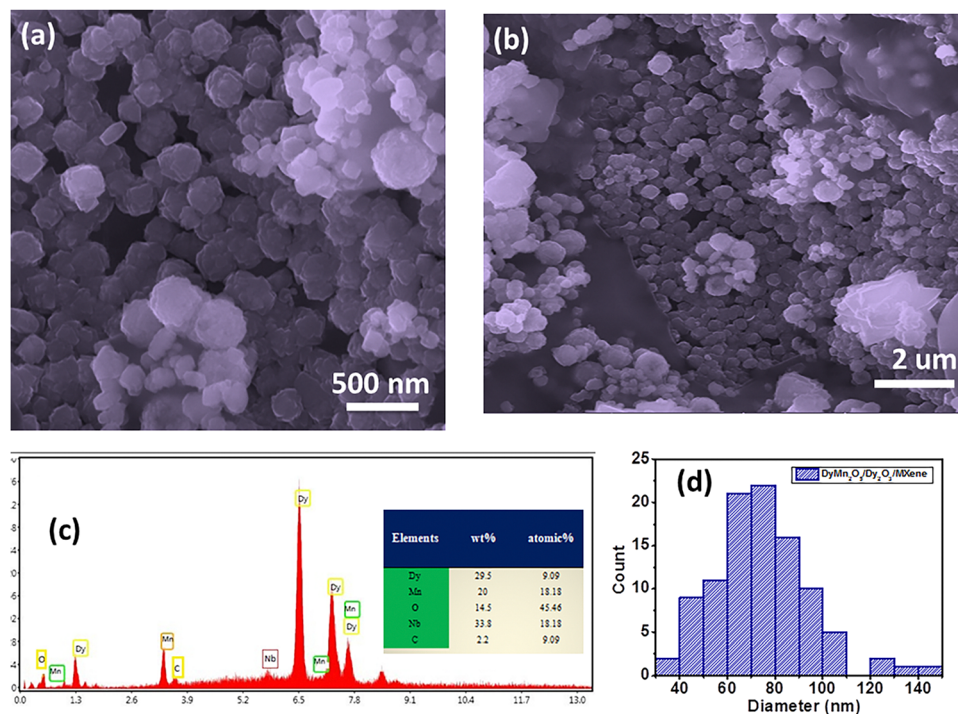 (a)
500 nm
(b)
2 um
(c)
O
Mn
Dy
Mn
C
Nb
Dy
Mn
Dy
Mn
Dy
0.0 1.3 2.6 3.9 5.2 6.5 7.8 9.1 10.4 11.7 13.0
Elements wt% atomic%
Dy 29.5 9.09
Mn 20 18.18
O 14.5 45.46
Nb 33.8 18.18
C 2.2 9.09
(d)
DyMn₂O₅/Dy₂O₃/MXene
25
20
15
10
5
0
Count
40 60 80 100 120 140
Diameter (nm)